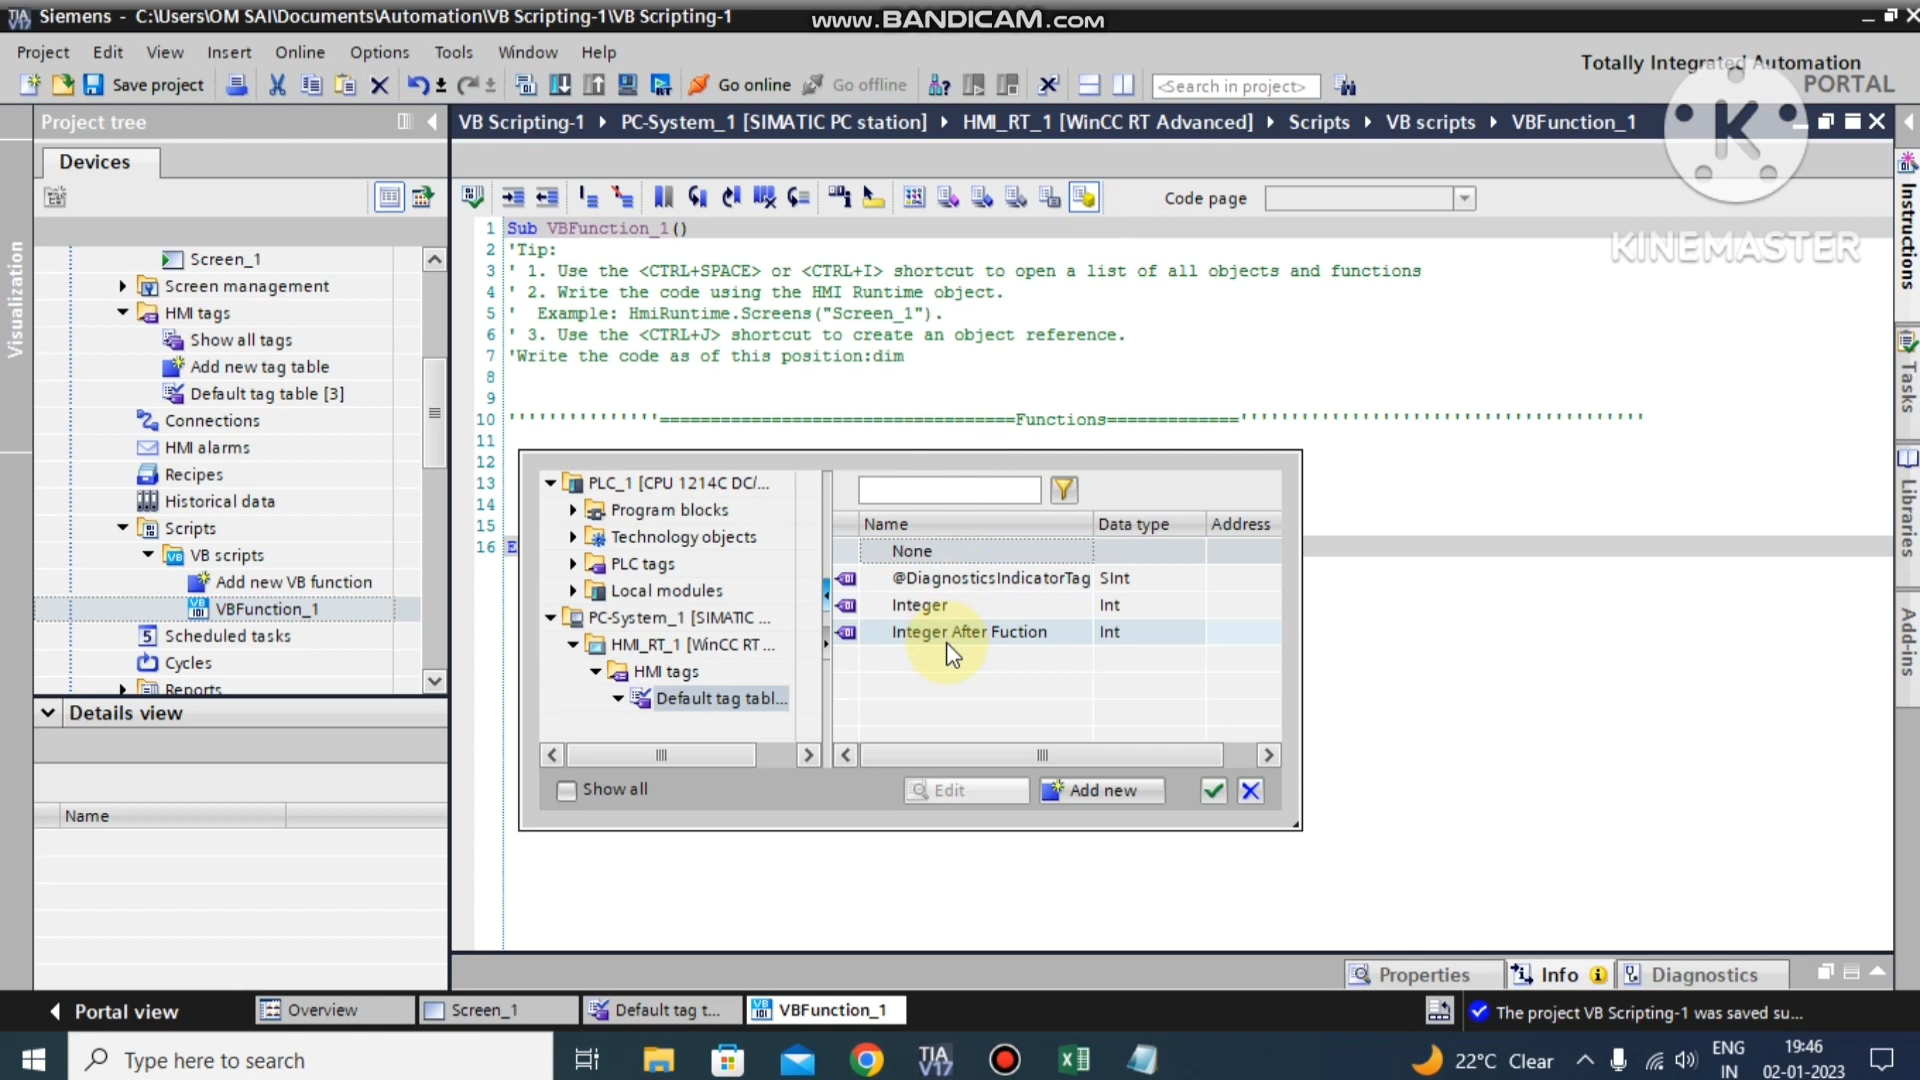 Siemens - C:\Users\OM SAI\Documents\Automation\VB Scripting-1\VB Scripting-1
www.BANDICAM.com
Project Edit View Insert Online Options Tools Window Help
Totally Integrated Automation
PORTAL
Save project
Go online
Go offline
<Search in project>
Project tree
VB Scripting-1 PC-System_1 [SIMATIC PC station] HMI_RT_1 [WinCC RT Advanced] Scripts VB scripts VBFunction_1
K
KINEMASTER
Devices
Code page
Visualization
Screen_1
Screen management
HMI tags
Show all tags
Add new tag table
Default tag table [3]
Connections
HMI alarms
Recipes
Historical data
Scripts
VB scripts
Add new VB function
VBFunction_1
Scheduled tasks
Cycles
Reports
1 Sub VBFunction_1()
2 'Tip:
3 ' 1. Use the <CTRL+SPACE> or <CTRL+I> shortcut to open a list of all objects and functions
4 ' 2. Write the code using the HMI Runtime object.
5 ' Example: HmiRuntime.Screens("Screen_1").
6 ' 3. Use the <CTRL+J> shortcut to create an object reference.
7 'Write the code as of this position:dim
8
9
10 '''''''''''''''===================================Functions=============''''''''''''''''''''''''''''''''''''''''
11
12
13
14
15
16 E
PLC_1 [CPU 1214C DC/...
Program blocks
Technology objects
PLC tags
Local modules
PC-System_1 [SIMATIC ...
HMI_RT_1 [WinCC RT ...
HMI tags
Default tag tabl...
Name Data type Address
None
@DiagnosticsIndicatorTag SInt
Integer Int
Integer After Fuction Int
Show all
Edit
Add new
Instructions
Tasks
Libraries
Add-ins
Details view
Name
Properties
Info
Diagnostics
Portal view
Overview
Screen_1
Default tag t...
VBFunction_1
The project VB Scripting-1 was saved su...
Type here to search
TIA V17
22°C Clear
ENG
IN
19:46
02-01-2023